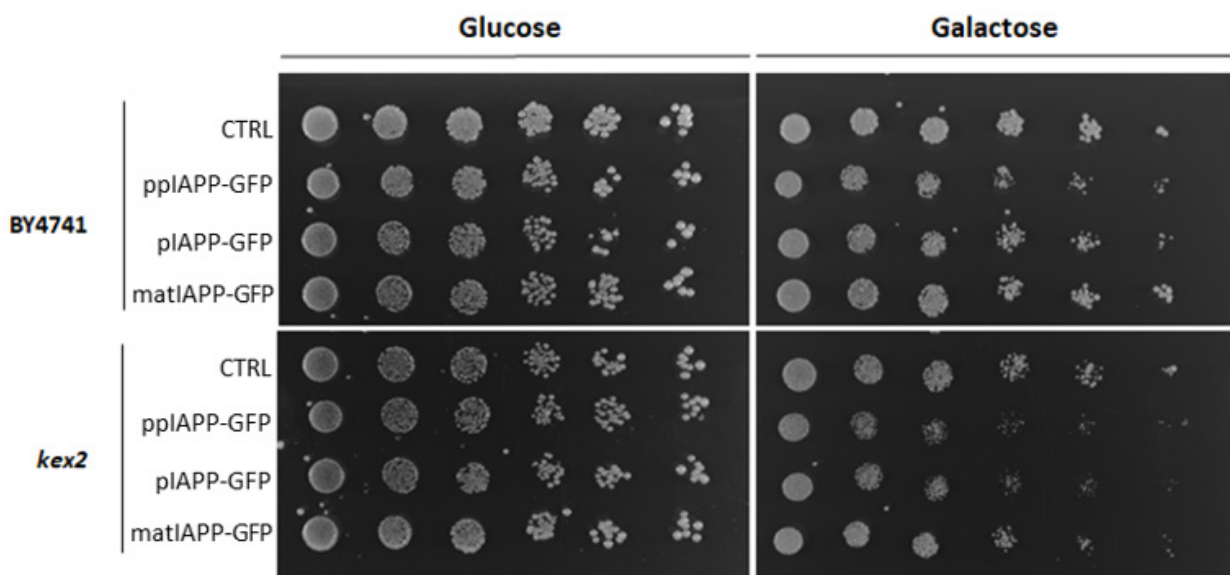 Glucose
Galactose
BY4741
CTRL
ppIAPP-GFP
pIAPP-GFP
matIAPP-GFP
kex2
CTRL
ppIAPP-GFP
pIAPP-GFP
matIAPP-GFP